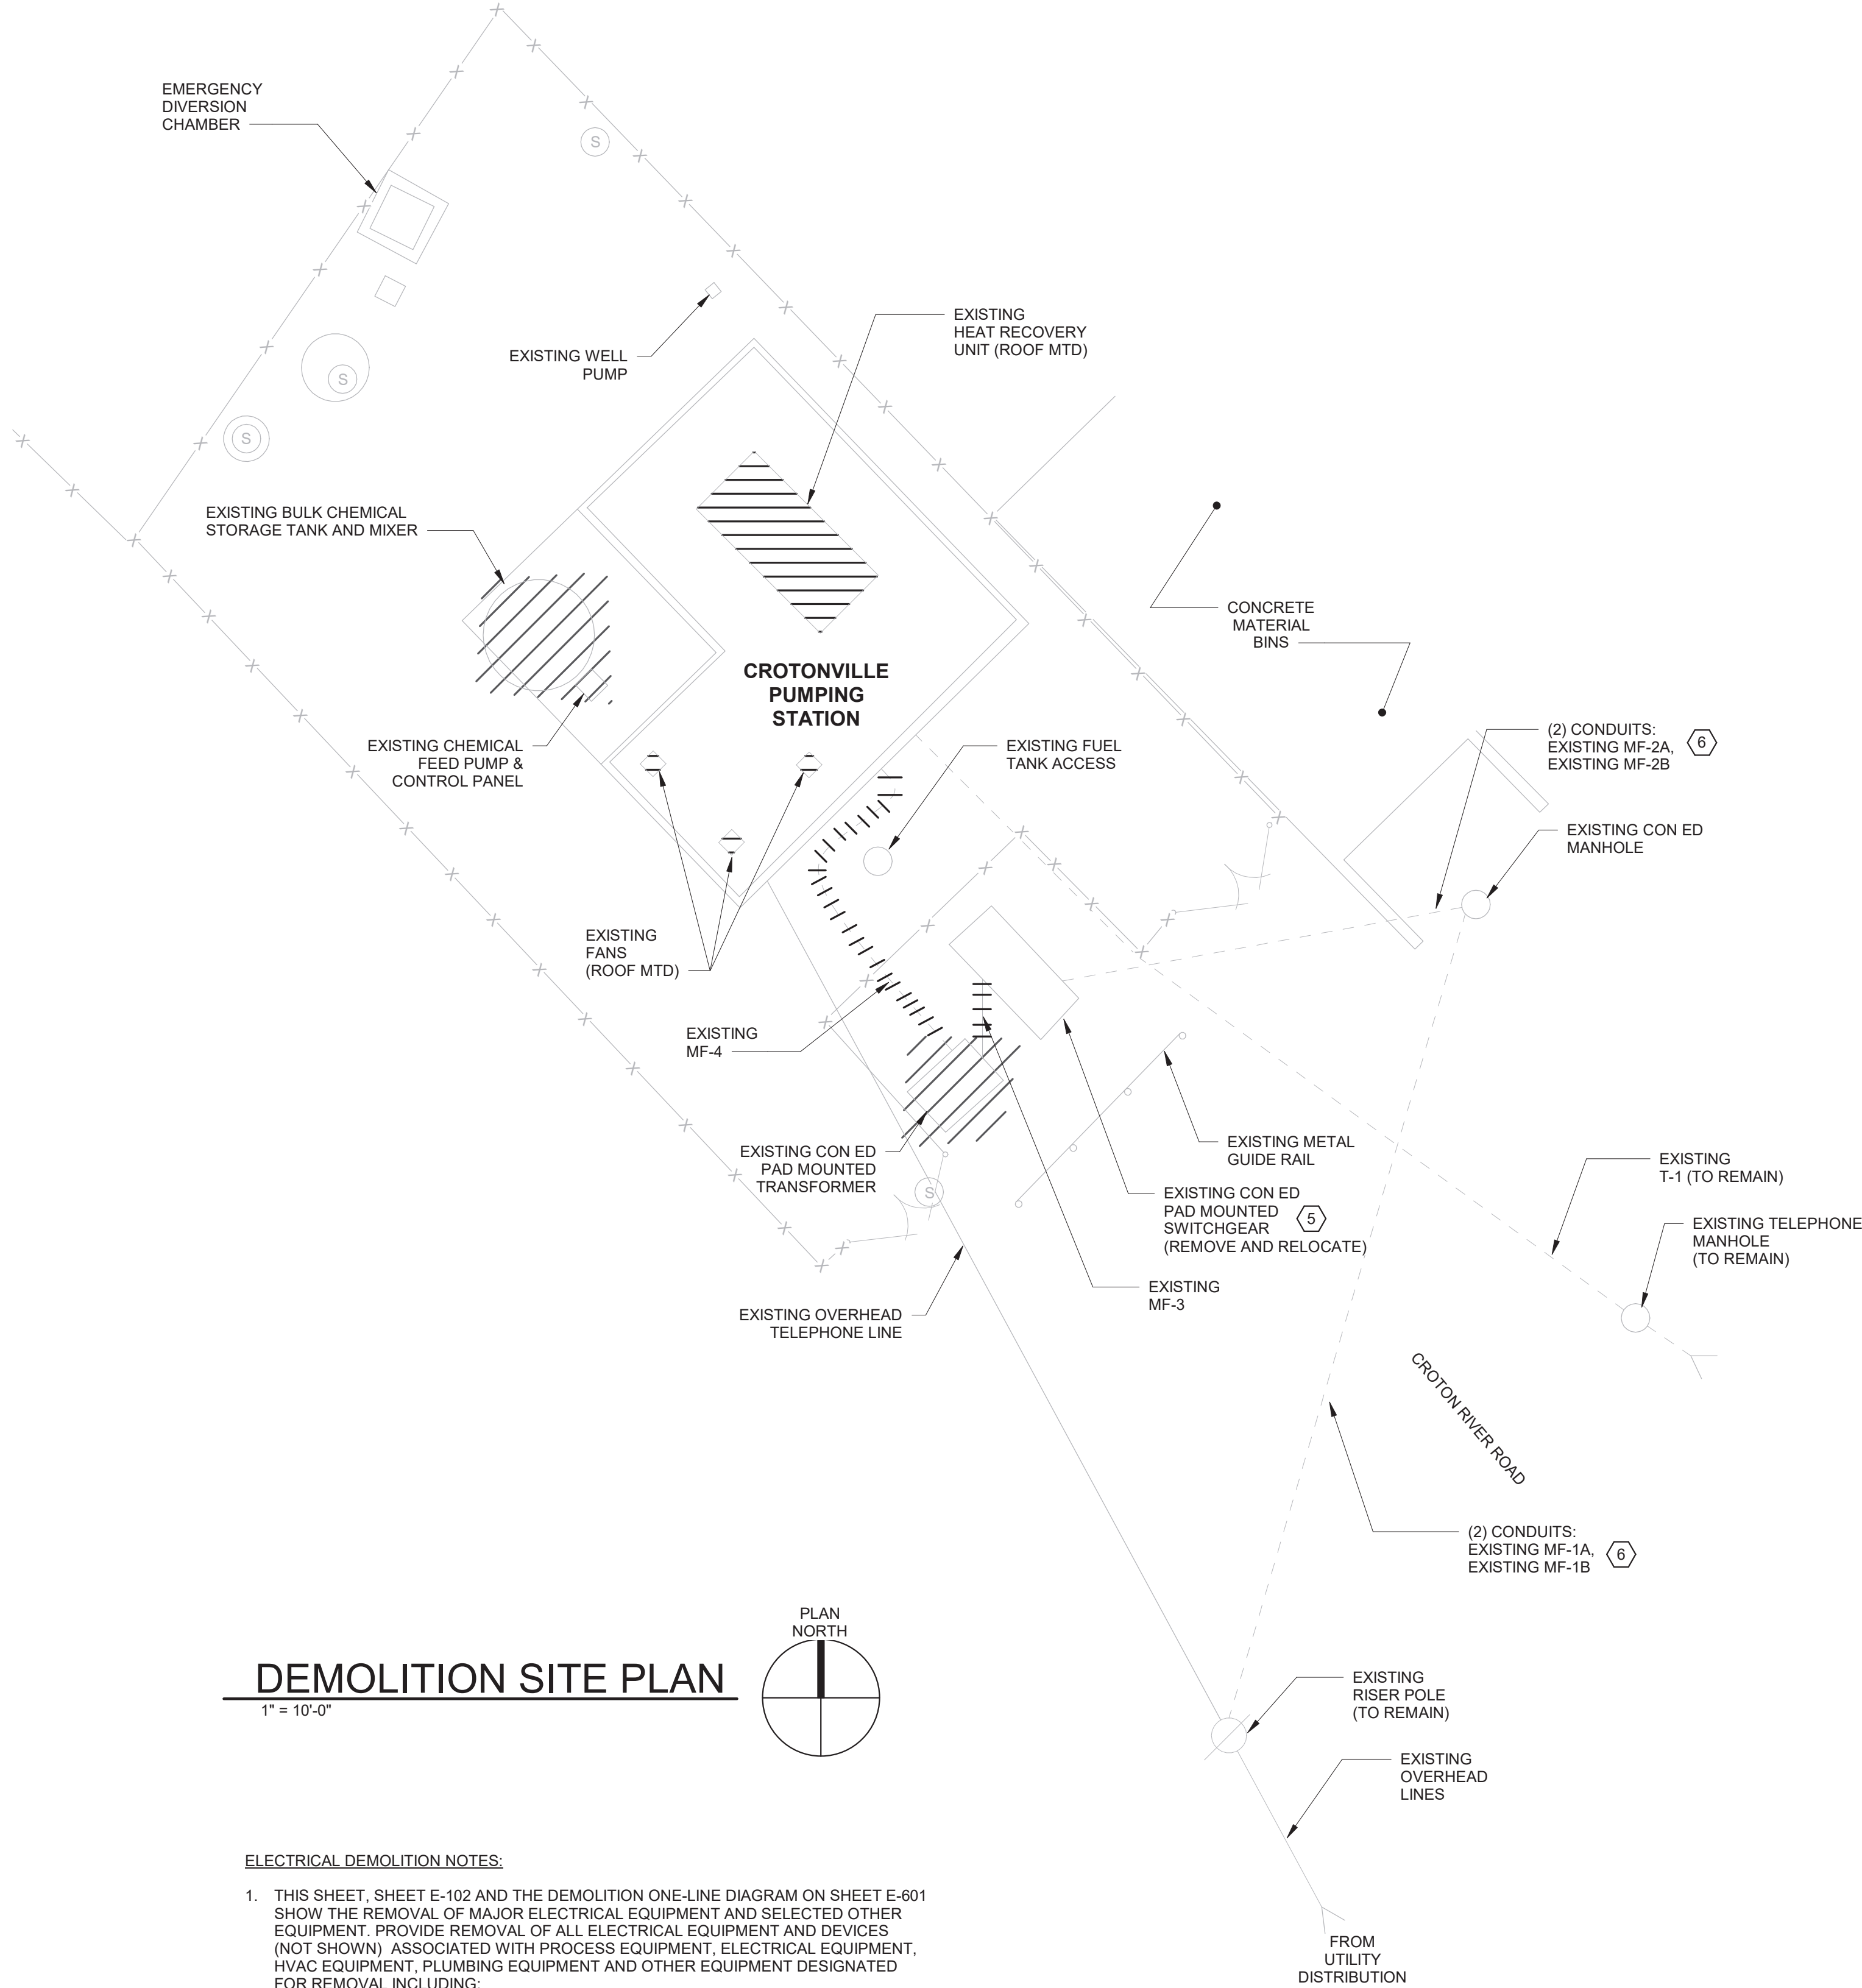 EMERGENCY
DIVERSION
CHAMBER
S
EXISTING WELL
PUMP
EXISTING
HEAT RECOVERY
UNIT (ROOF MTD)
S
S
EXISTING BULK CHEMICAL
STORAGE TANK AND MIXER
CONCRETE
MATERIAL
BINS
CROTONVILLE
PUMPING
STATION
EXISTING CHEMICAL
FEED PUMP &
CONTROL PANEL
EXISTING FUEL
TANK ACCESS
(2) CONDUITS:
EXISTING MF-2A,
EXISTING MF-2B
6
EXISTING CON ED
MANHOLE
EXISTING
FANS
(ROOF MTD)
EXISTING
MF-4
EXISTING CON ED
PAD MOUNTED
TRANSFORMER
S
EXISTING METAL
GUIDE RAIL
EXISTING CON ED
PAD MOUNTED
SWITCHGEAR
(REMOVE AND RELOCATE)
5
EXISTING
T-1 (TO REMAIN)
EXISTING TELEPHONE
MANHOLE
(TO REMAIN)
EXISTING
MF-3
EXISTING OVERHEAD
TELEPHONE LINE
CROTON RIVER ROAD
(2) CONDUITS:
EXISTING MF-1A,
EXISTING MF-1B
6
PLAN
NORTH
DEMOLITION SITE PLAN
1" = 10'-0"
EXISTING
RISER POLE
(TO REMAIN)
EXISTING
OVERHEAD
LINES
FROM
UTILITY
DISTRIBUTION
ELECTRICAL DEMOLITION NOTES:
1. THIS SHEET, SHEET E-102 AND THE DEMOLITION ONE-LINE DIAGRAM ON SHEET E-601
SHOW THE REMOVAL OF MAJOR ELECTRICAL EQUIPMENT AND SELECTED OTHER
EQUIPMENT. PROVIDE REMOVAL OF ALL ELECTRICAL EQUIPMENT AND DEVICES
(NOT SHOWN) ASSOCIATED WITH PROCESS EQUIPMENT, ELECTRICAL EQUIPMENT,
HVAC EQUIPMENT, PLUMBING EQUIPMENT AND OTHER EQUIPMENT DESIGNATED
FOR REMOVAL INCLUDING: